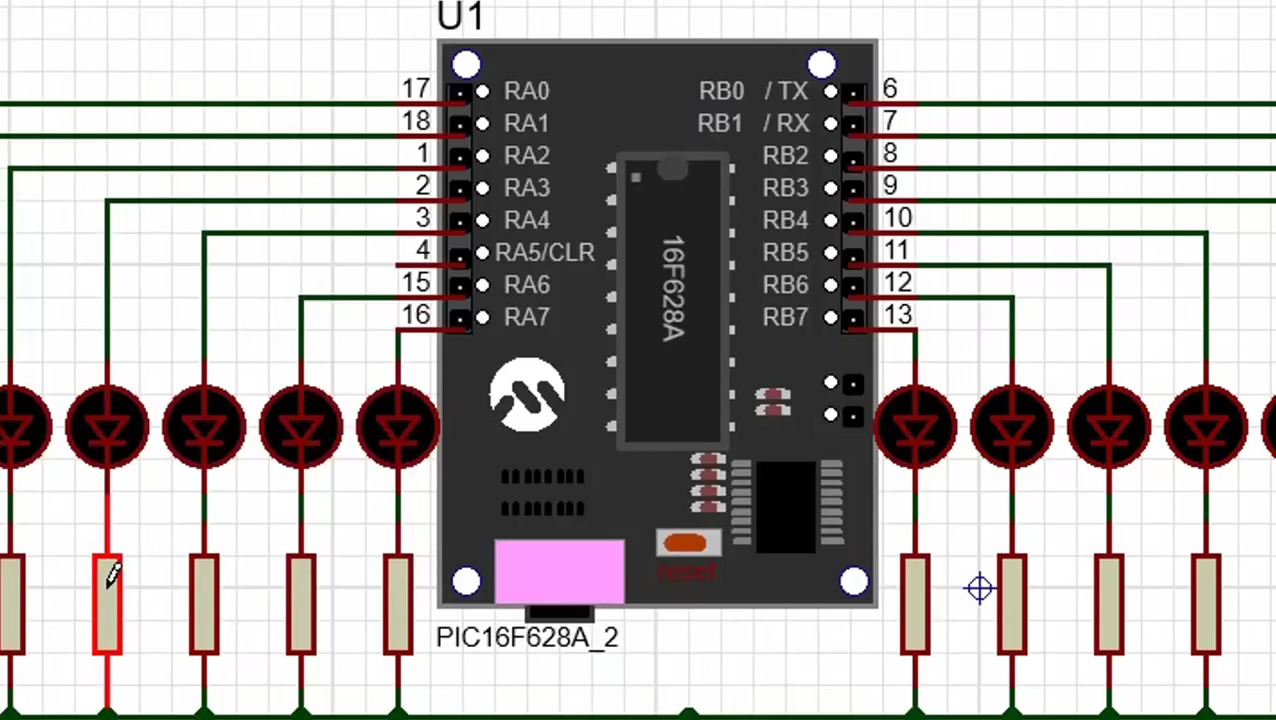 U1
17 RA0 RB0 / TX 6
18 RA1 RB1 / RX 7
1 RA2 RB2 8
2 RA3 RB3 9
3 RA4 RB4 10
4 RA5/CLR RB5 11
15 RA6 RB6 12
16 RA7 RB7 13
16F628A
reset
PIC16F628A_2